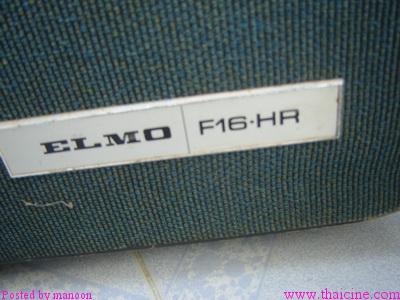 ELMO F16·HR
Posted by manoon www.thaicine.com